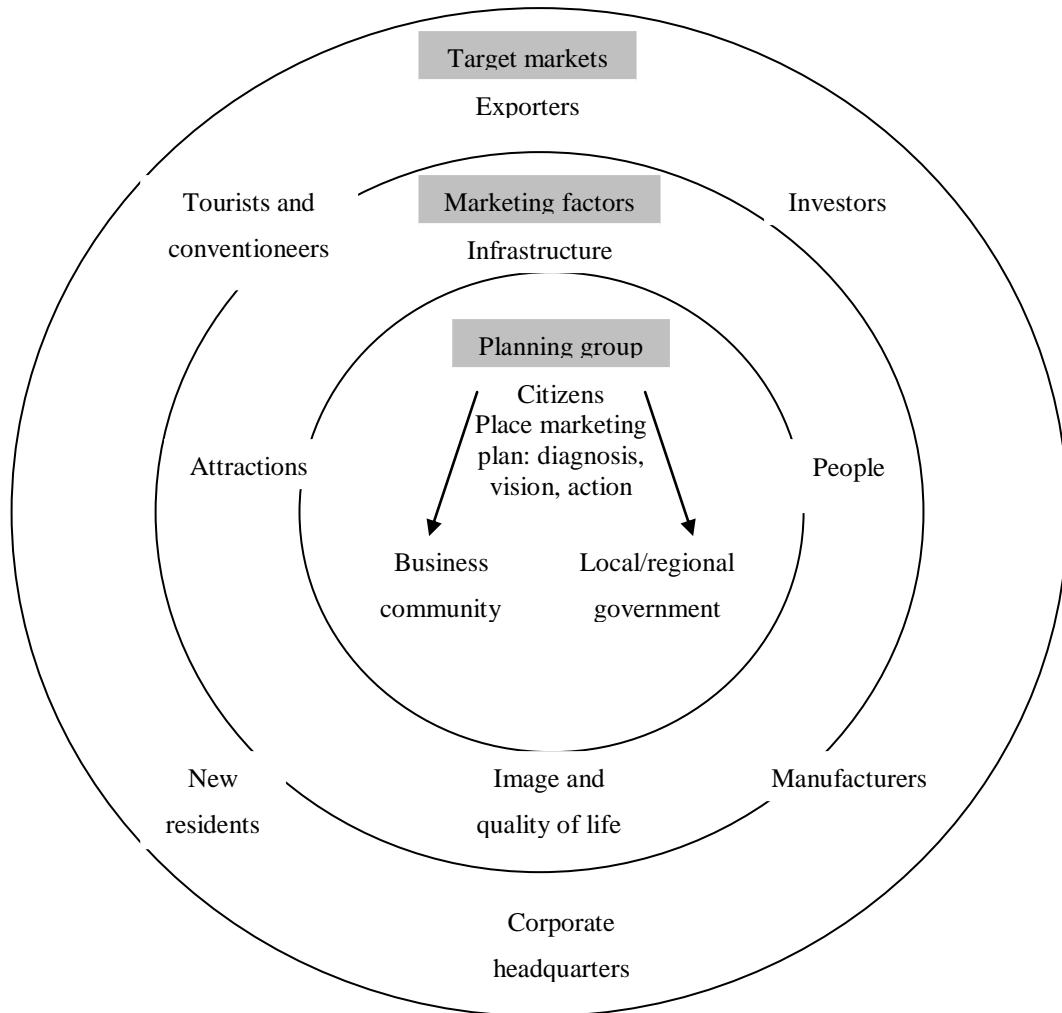 Target markets
Exporters
Tourists and
conventioneers
Marketing factors
Investors
Infrastructure
Planning group
Citizens
Place marketing
plan: diagnosis,
vision, action
Attractions
People
Business
community
Local/regional
government
New
residents
Image and
quality of life
Manufacturers
Corporate
headquarters